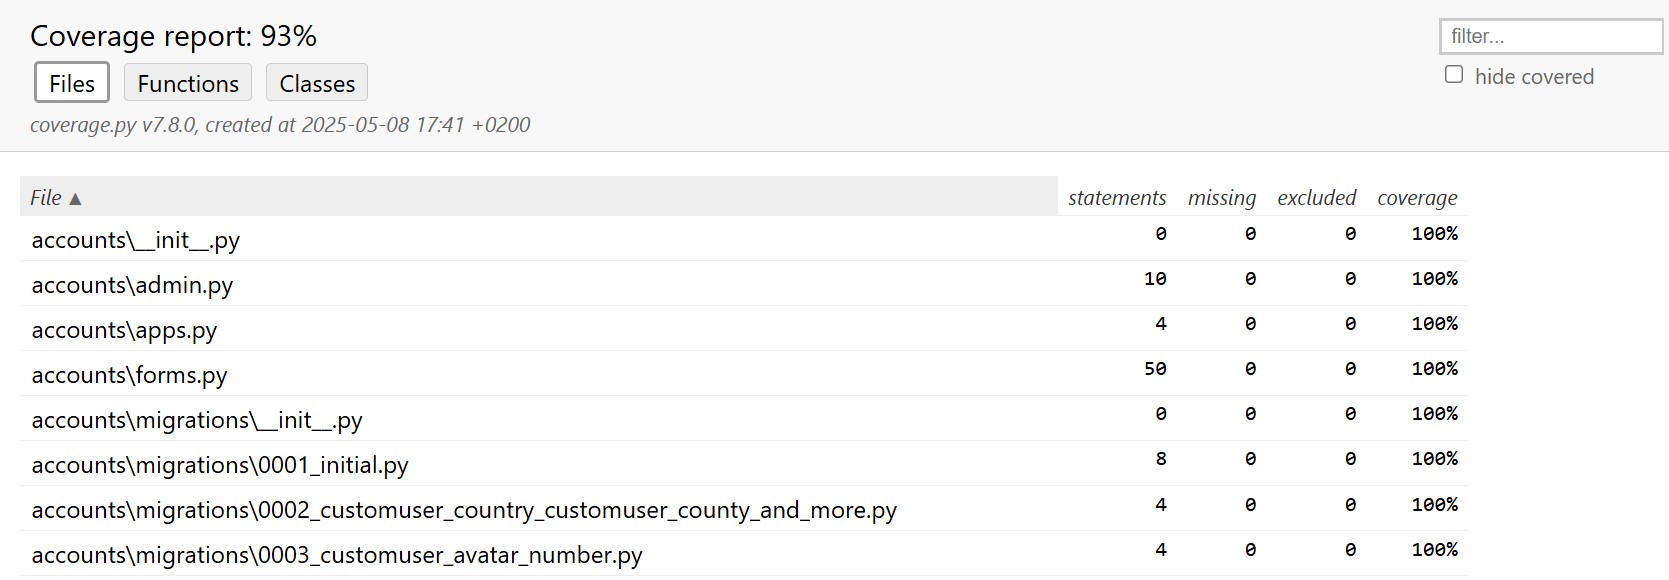 Coverage report: 93%
filter...
Files Functions Classes
hide covered
coverage.py v7.8.0, created at 2025-05-08 17:41 +0200
File ▲ statements missing excluded coverage
accounts\__init__.py 0 0 0 100%
accounts\admin.py 10 0 0 100%
accounts\apps.py 4 0 0 100%
accounts\forms.py 50 0 0 100%
accounts\migrations\__init__.py 0 0 0 100%
accounts\migrations\0001_initial.py 8 0 0 100%
accounts\migrations\0002_customuser_country_customuser_county_and_more.py 4 0 0 100%
accounts\migrations\0003_customuser_avatar_number.py 4 0 0 100%